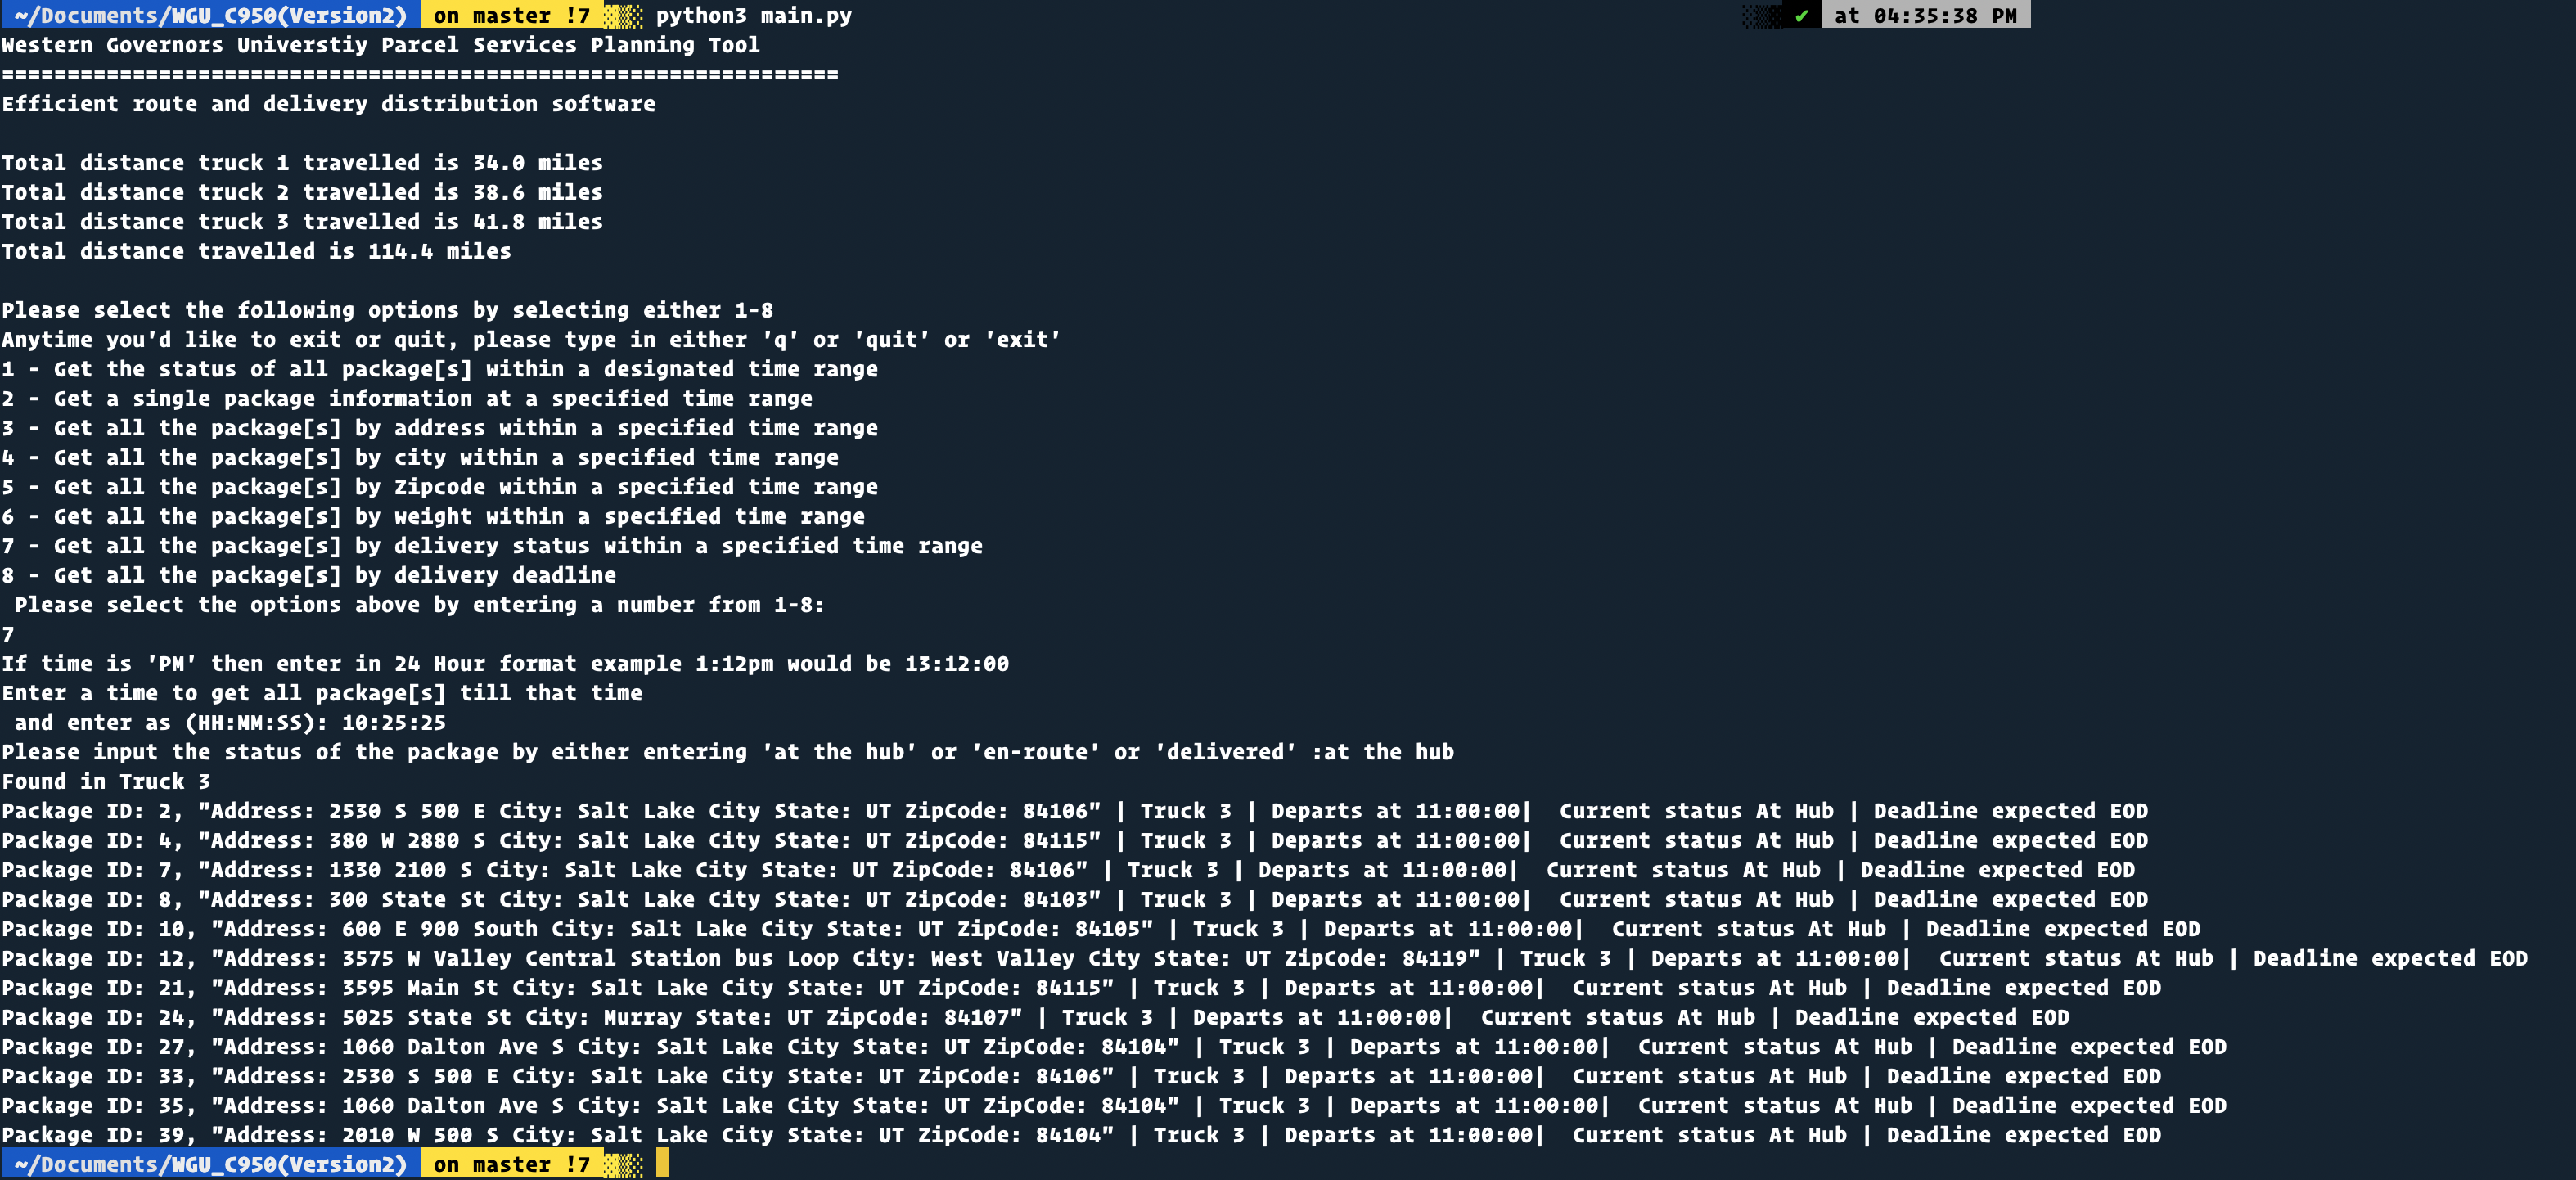 ~/Documents/WGU_C950(Version2) on master !7 python3 main.py ✔ at 04:35:38 PM
Western Governors Universtiy Parcel Services Planning Tool
================================================================
Efficient route and delivery distribution software
Total distance truck 1 travelled is 34.0 miles
Total distance truck 2 travelled is 38.6 miles
Total distance truck 3 travelled is 41.8 miles
Total distance travelled is 114.4 miles
Please select the following options by selecting either 1-8
Anytime you'd like to exit or quit, please type in either 'q' or 'quit' or 'exit'
1 - Get the status of all package[s] within a designated time range
2 - Get a single package information at a specified time range
3 - Get all the package[s] by address within a specified time range
4 - Get all the package[s] by city within a specified time range
5 - Get all the package[s] by Zipcode within a specified time range
6 - Get all the package[s] by weight within a specified time range
7 - Get all the package[s] by delivery status within a specified time range
8 - Get all the package[s] by delivery deadline
Please select the options above by entering a number from 1-8:
7
If time is 'PM' then enter in 24 Hour format example 1:12pm would be 13:12:00
Enter a time to get all package[s] till that time
and enter as (HH:MM:SS): 10:25:25
Please input the status of the package by either entering 'at the hub' or 'en-route' or 'delivered' :at the hub
Found in Truck 3
Package ID: 2, "Address: 2530 S 500 E City: Salt Lake City State: UT ZipCode: 84106" | Truck 3 | Departs at 11:00:00|  Current status At Hub | Deadline expected EOD
Package ID: 4, "Address: 380 W 2880 S City: Salt Lake City State: UT ZipCode: 84115" | Truck 3 | Departs at 11:00:00|  Current status At Hub | Deadline expected EOD
Package ID: 7, "Address: 1330 2100 S City: Salt Lake City State: UT ZipCode: 84106" | Truck 3 | Departs at 11:00:00|  Current status At Hub | Deadline expected EOD
Package ID: 8, "Address: 300 State St City: Salt Lake City State: UT ZipCode: 84103" | Truck 3 | Departs at 11:00:00|  Current status At Hub | Deadline expected EOD
Package ID: 10, "Address: 600 E 900 South City: Salt Lake City State: UT ZipCode: 84105" | Truck 3 | Departs at 11:00:00|  Current status At Hub | Deadline expected EOD
Package ID: 12, "Address: 3575 W Valley Central Station bus Loop City: West Valley City State: UT ZipCode: 84119" | Truck 3 | Departs at 11:00:00|  Current status At Hub | Deadline expected EOD
Package ID: 21, "Address: 3595 Main St City: Salt Lake City State: UT ZipCode: 84115" | Truck 3 | Departs at 11:00:00|  Current status At Hub | Deadline expected EOD
Package ID: 24, "Address: 5025 State St City: Murray State: UT ZipCode: 84107" | Truck 3 | Departs at 11:00:00|  Current status At Hub | Deadline expected EOD
Package ID: 27, "Address: 1060 Dalton Ave S City: Salt Lake City State: UT ZipCode: 84104" | Truck 3 | Departs at 11:00:00|  Current status At Hub | Deadline expected EOD
Package ID: 33, "Address: 2530 S 500 E City: Salt Lake City State: UT ZipCode: 84106" | Truck 3 | Departs at 11:00:00|  Current status At Hub | Deadline expected EOD
Package ID: 35, "Address: 1060 Dalton Ave S City: Salt Lake City State: UT ZipCode: 84104" | Truck 3 | Departs at 11:00:00|  Current status At Hub | Deadline expected EOD
Package ID: 39, "Address: 2010 W 500 S City: Salt Lake City State: UT ZipCode: 84104" | Truck 3 | Departs at 11:00:00|  Current status At Hub | Deadline expected EOD
~/Documents/WGU_C950(Version2) on master !7